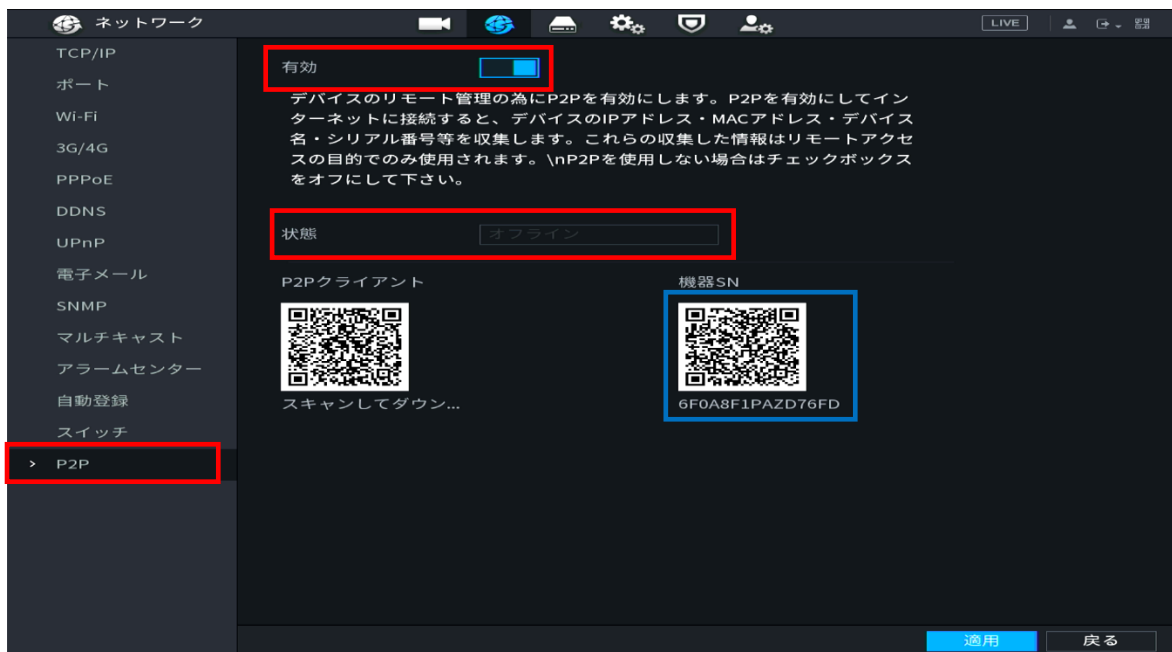 ネットワーク
LIVE
TCP/IP
ポート
Wi-Fi
3G/4G
PPPoE
DDNS
UPnP
電子メール
SNMP
マルチキャスト
アラームセンター
自動登録
スイッチ
> P2P
有効
デバイスのリモート管理の為にP2Pを有効にします。P2Pを有効にしてイン
ターネットに接続すると、デバイスのIPアドレス・MACアドレス・デバイス
名・シリアル番号等を収集します。これらの収集した情報はリモートアクセ
スの目的でのみ使用されます。\nP2Pを使用しない場合はチェックボックス
をオフにして下さい。
状態 オフライン
P2Pクライアント
スキャンしてダウン...
機器SN
6F0A8F1PAZD76FD
適用
戻る